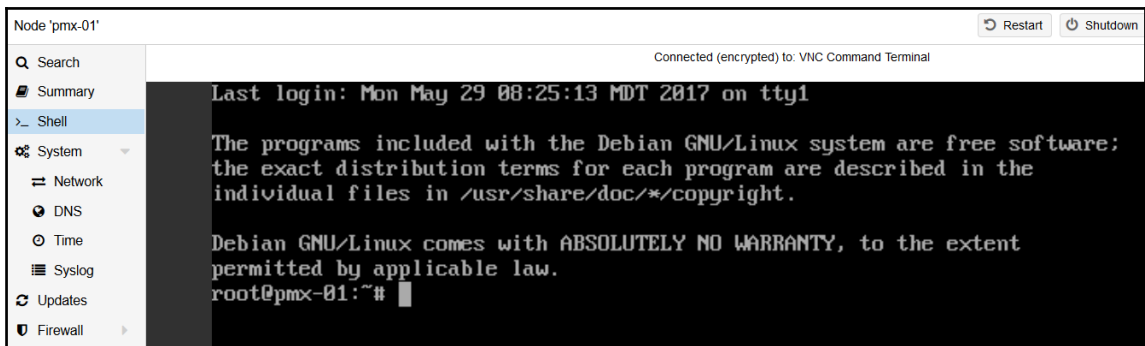 Node 'pmx-01'
Restart
Shutdown
Search
Summary
>_ Shell
System
Network
DNS
Time
Syslog
Updates
Firewall
Connected (encrypted) to: VNC Command Terminal
Last login: Mon May 29 08:25:13 MDT 2017 on tty1
The programs included with the Debian GNU/Linux system are free software;
the exact distribution terms for each program are described in the
individual files in /usr/share/doc/*/copyright.
Debian GNU/Linux comes with ABSOLUTELY NO WARRANTY, to the extent
permitted by applicable law.
root@pmx-01:~#